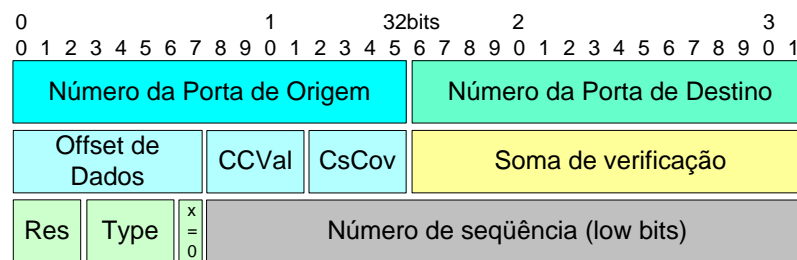 0 1 32bits 2 3
0 1 2 3 4 5 6 7 8 9 0 1 2 3 4 5 6 7 8 9 0 1 2 3 4 5 6 7 8 9 0 1
Número da Porta de Origem Número da Porta de Destino
Offset de
Dados CCVal CsCov Soma de verificação
Res Type x
=
0 Número de seqüência (low bits)